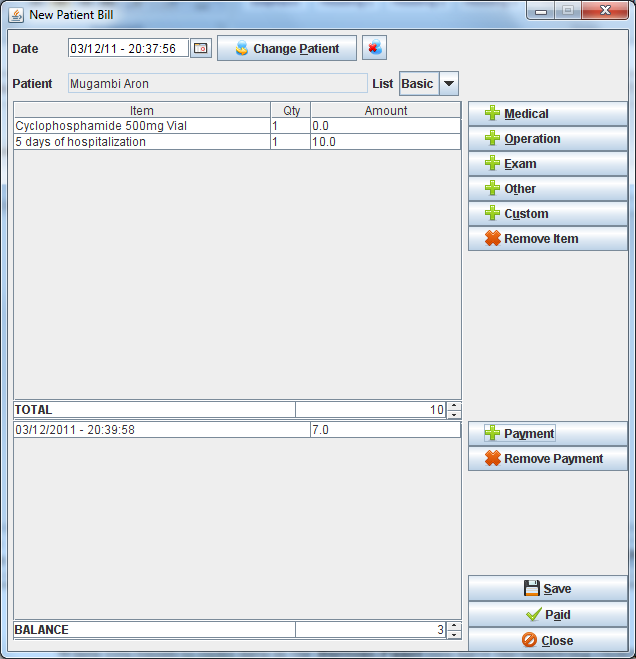 New Patient Bill
Date 03/12/11 - 20:37:56 Change Patient
Patient Mugambi Aron List Basic
Item Qty Amount
Cyclophosphamide 500mg Vial 1 0.0
5 days of hospitalization 1 10.0
Medical
Operation
Exam
Other
Custom
Remove Item
TOTAL 10
03/12/2011 - 20:39:58 7.0
Payment
Remove Payment
Save
Paid
BALANCE 3
Close